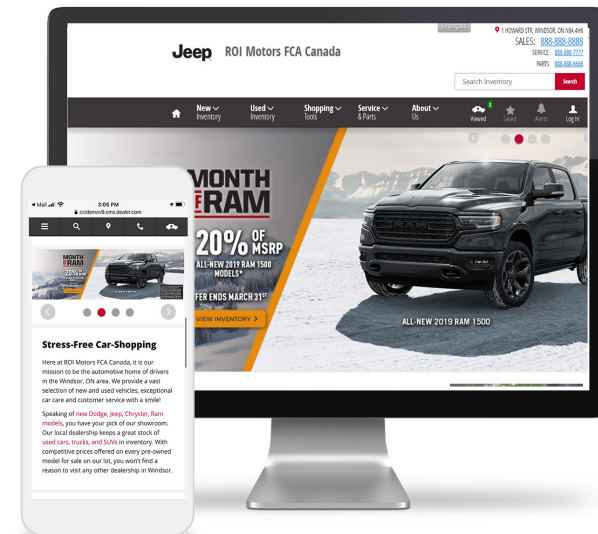 Français
1 HOWARD STR, WINDSOR, ON N9A 4H6
SALES: 888-888-8888
SERVICE: 888-888-7777
PARTS: 888-888-6666
Jeep ROI Motors FCA Canada
Search Inventory Search
New Inventory
Used Inventory
Shopping Tools
Service & Parts
About Us
Viewed
Saved
Alerts
Log In
MONTH
OF RAM
20% OF MSRP
ALL-NEW 2019 RAM 1500
MODELS*
FER ENDS MARCH 31ST
VIEW INVENTORY >
RAM
ALL-NEW 2019 RAM 1500
Mail 3:05 PM
ccidemov9.cms.dealer.com
MONTH
OF RAM
20% OF MSRP
Stress-Free Car-Shopping
Here at ROI Motors FCA Canada, it is our
mission to be the automotive home of drivers
in the Windsor, ON area. We provide a vast
selection of new and used vehicles, exceptional
car care and customer service with a smile!
Speaking of new Dodge, Jeep, Chrysler, Ram
models, you have your pick of our showroom.
Our local dealership keeps a great stock of
used cars, trucks, and SUVs in inventory. With
competitive prices offered on every pre-owned
model for sale on our lot, you won't find a
reason to visit any other dealership in Windsor.